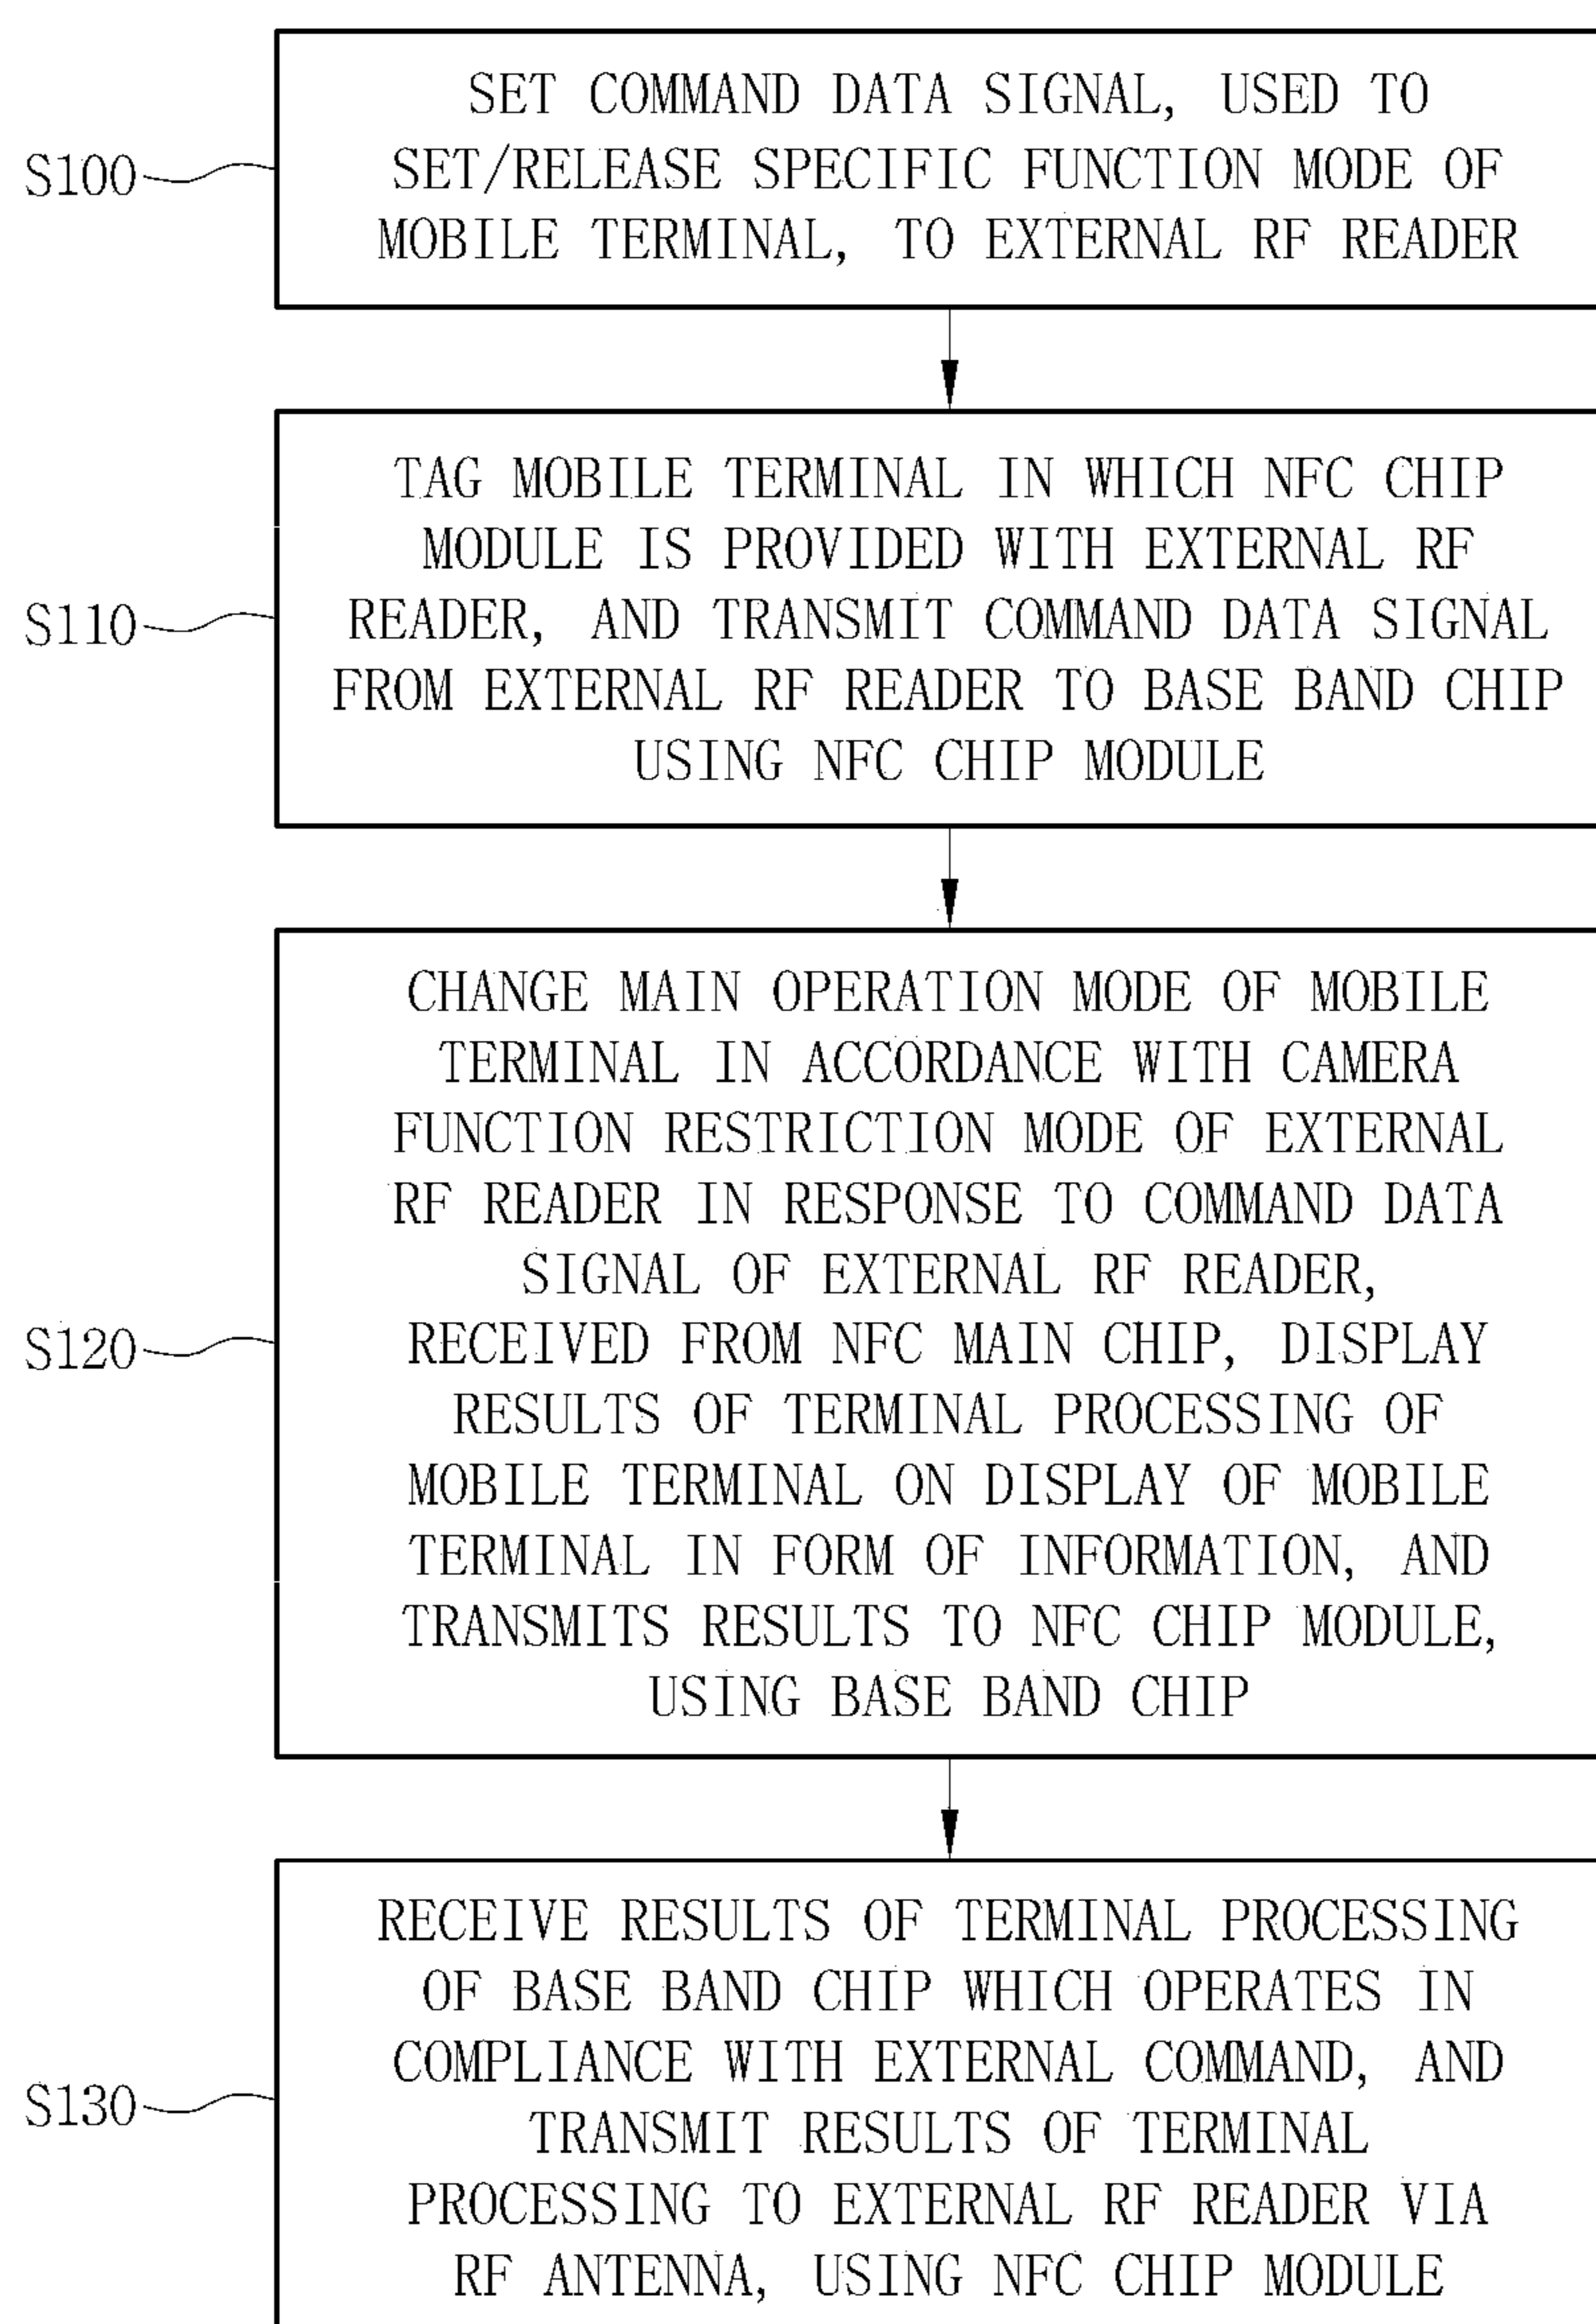 SET COMMAND DATA SIGNAL, USED TO
SET/RELEASE SPECIFIC FUNCTION MODE OF
MOBILE TERMINAL, TO EXTERNAL RF READER
S100
TAG MOBILE TERMINAL IN WHICH NFC CHIP
MODULE IS PROVIDED WITH EXTERNAL RF
READER, AND TRANSMIT COMMAND DATA SIGNAL
FROM EXTERNAL RF READER TO BASE BAND CHIP
USING NFC CHIP MODULE
S110
CHANGE MAIN OPERATION MODE OF MOBILE
TERMINAL IN ACCORDANCE WITH CAMERA
FUNCTION RESTRICTION MODE OF EXTERNAL
RF READER IN RESPONSE TO COMMAND DATA
SIGNAL OF EXTERNAL RF READER,
RECEIVED FROM NFC MAIN CHIP, DISPLAY
RESULTS OF TERMINAL PROCESSING OF
MOBILE TERMINAL ON DISPLAY OF MOBILE
TERMINAL IN FORM OF INFORMATION, AND
TRANSMITS RESULTS TO NFC CHIP MODULE,
USING BASE BAND CHIP
S120
RECEIVE RESULTS OF TERMINAL PROCESSING
OF BASE BAND CHIP WHICH OPERATES IN
COMPLIANCE WITH EXTERNAL COMMAND, AND
TRANSMIT RESULTS OF TERMINAL
PROCESSING TO EXTERNAL RF READER VIA
RF ANTENNA, USING NFC CHIP MODULE
S130